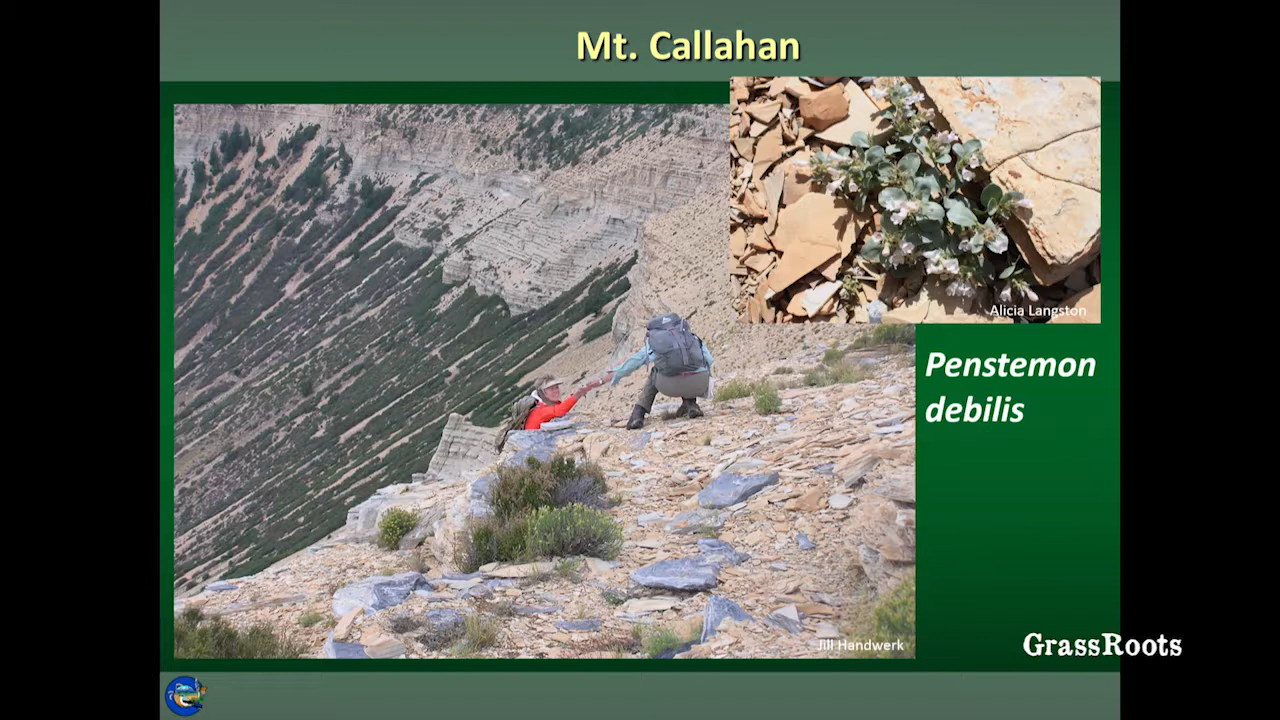 Mt. Callahan
Alicia Langston
Penstemon
debilis
Jill Handwerk
GrassRoots